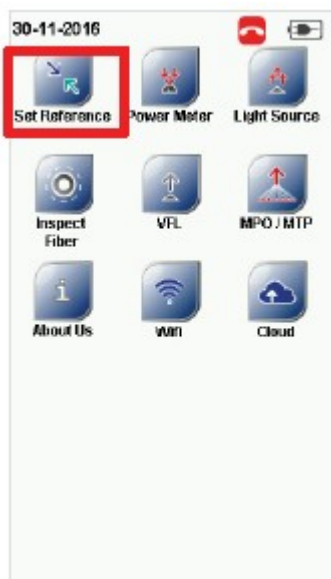 30-11-2016
Set Reference Power Meter Light Source
Inspect VFL MPO / MTP
Fiber
i
About Us Wifi Cloud